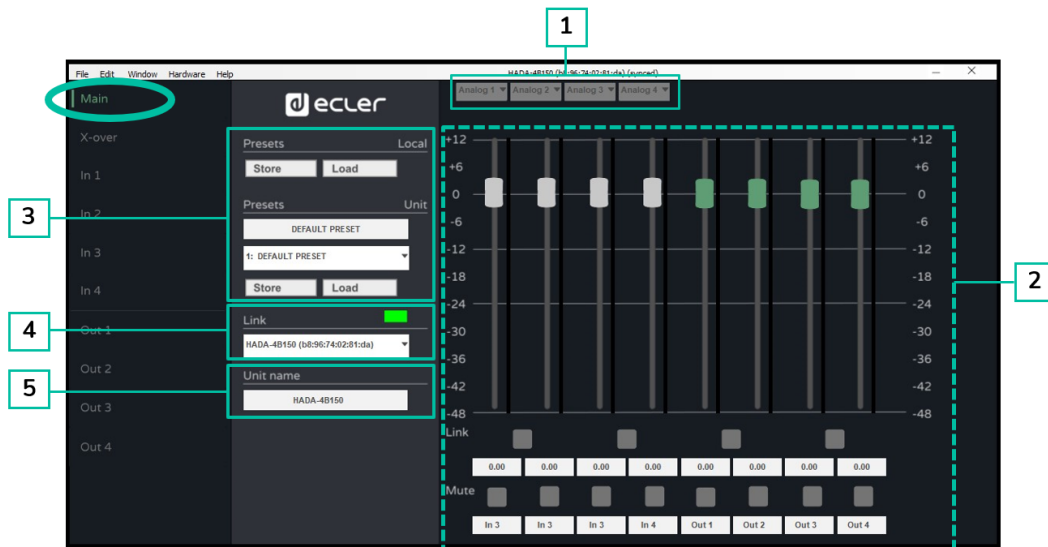 1
File Edit Window Hardware Help
HADA-4B150 (b8:96:74:02:81:da) (synced)
Main
X-over
In 1
In 2
In 3
In 4
Out 1
Out 2
Out 3
Out 4
ecler
Presets Local
Store Load
Presets Unit
DEFAULT PRESET
1: DEFAULT PRESET
Store Load
Link
HADA-4B150 (b8:96:74:02:81:da)
Unit name
HADA-4B150
3
4
5
Analog 1 Analog 2 Analog 3 Analog 4
+12 +12
+6 +6
0 0
-6 -6
-12 -12
-18 -18
-24 -24
-30 -30
-36 -36
-42 -42
-48 -48
Link
0.00 0.00 0.00 0.00 0.00 0.00 0.00 0.00
Mute
In 3 In 3 In 3 In 4 Out 1 Out 2 Out 3 Out 4
2